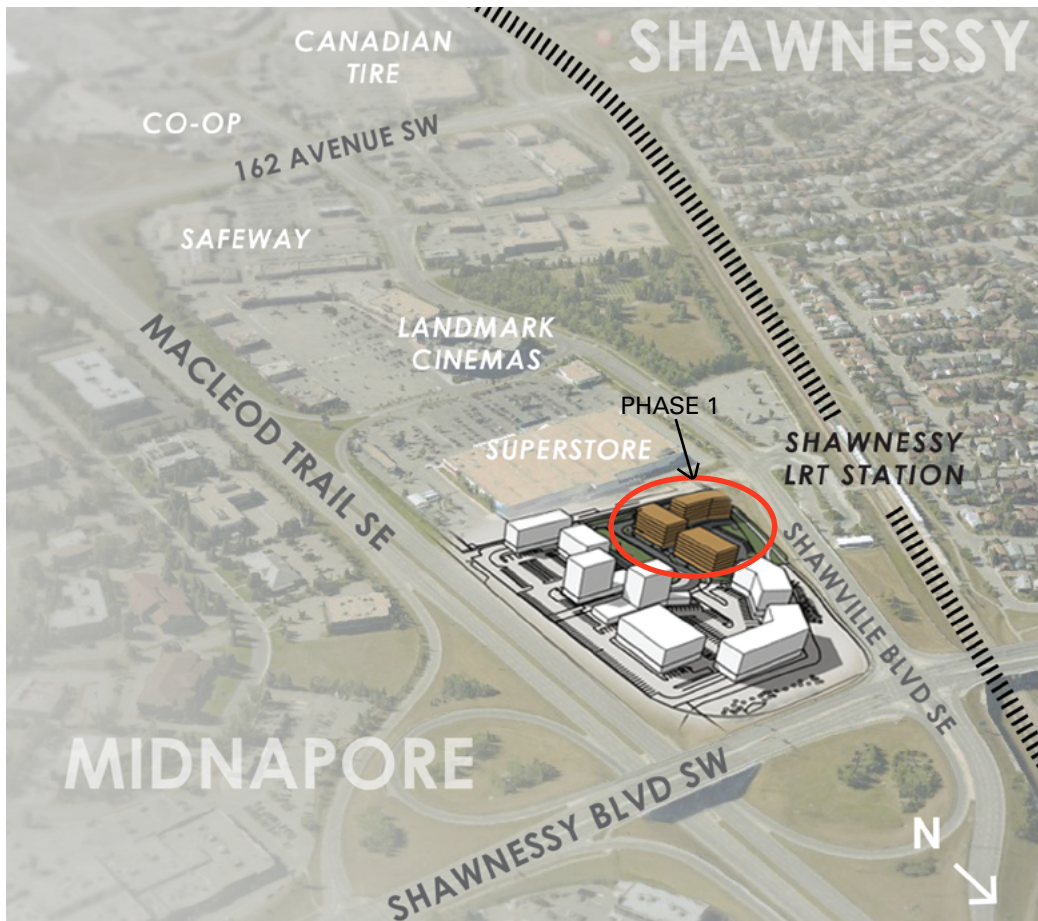 SHAWNESSY
CANADIAN
TIRE
CO-OP
162 AVENUE SW
SAFEWAY
LANDMARK
CINEMAS
MACLEOD TRAIL SE
PHASE 1
SUPERSTORE
SHAWNESSY
LRT STATION
SHAWVILLE BLVD SE
MIDNAPORE
SHAWNESSY BLVD SW
N